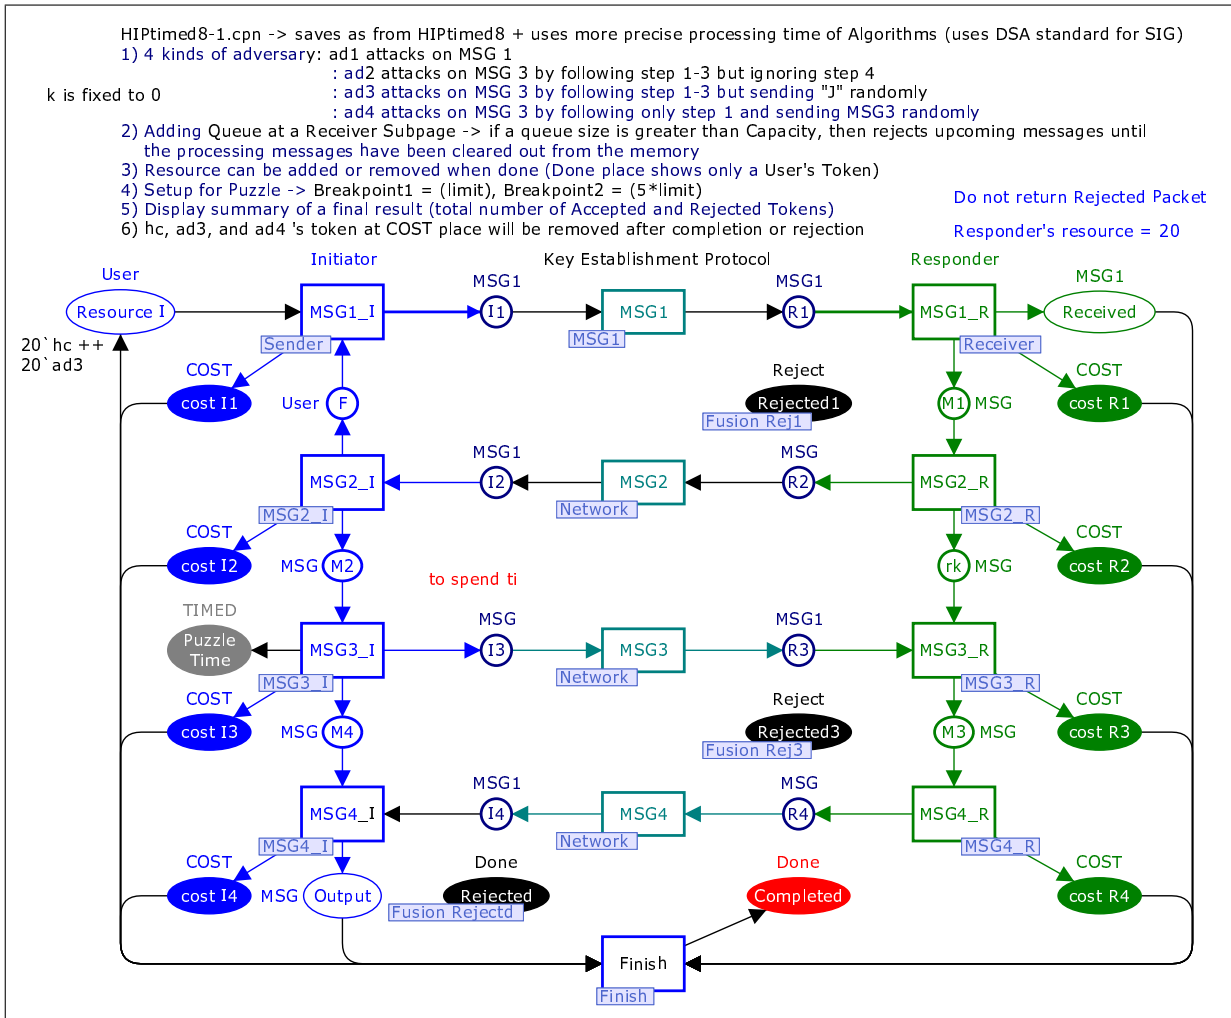 HIPtimed8-1.cpn -> saves as from HIPtimed8 + uses more precise processing time of Algorithms (uses DSA standard for SIG)
1) 4 kinds of adversary: ad1 attacks on MSG 1
: ad2 attacks on MSG 3 by following step 1-3 but ignoring step 4
k is fixed to 0
: ad3 attacks on MSG 3 by following step 1-3 but sending "J" randomly
: ad4 attacks on MSG 3 by following only step 1 and sending MSG3 randomly
2) Adding Queue at a Receiver Subpage -> if a queue size is greater than Capacity, then rejects upcoming messages until
the processing messages have been cleared out from the memory
3) Resource can be added or removed when done (Done place shows only a User's Token)
4) Setup for Puzzle -> Breakpoint1 = (limit), Breakpoint2 = (5*limit)
Do not return Rejected Packet
5) Display summary of a final result (total number of Accepted and Rejected Tokens)
6) hc, ad3, and ad4 's token at COST place will be removed after completion or rejection
Responder's resource = 20
Initiator
Key Establishment Protocol
Responder
User
MSG1
MSG1
MSG1
Resource I
MSG1_I
I1
MSG1
R1
MSG1_R
Received
Sender
MSG1
Receiver
20`hc ++
20`ad3
COST
Reject
COST
cost I1
User
F
Rejected1
M1
MSG
cost R1
Fusion Rej1
MSG1
MSG
MSG2_I
I2
MSG2
R2
MSG2_R
MSG2_I
Network
MSG2_R
COST
COST
cost I2
MSG
M2
rk
MSG
cost R2
to spend ti
TIMED
MSG
MSG1
Puzzle
Time
MSG3_I
I3
MSG3
R3
MSG3_R
MSG3_I
Network
MSG3_R
COST
Reject
COST
cost I3
MSG
M4
Rejected3
M3
MSG
cost R3
Fusion Rej3
MSG1
MSG
MSG4_I
I4
MSG4
R4
MSG4_R
MSG4_I
Network
MSG4_R
COST
Done
Done
COST
cost I4
MSG
Output
Rejected
Completed
cost R4
Fusion Rejectd
Finish
Finish